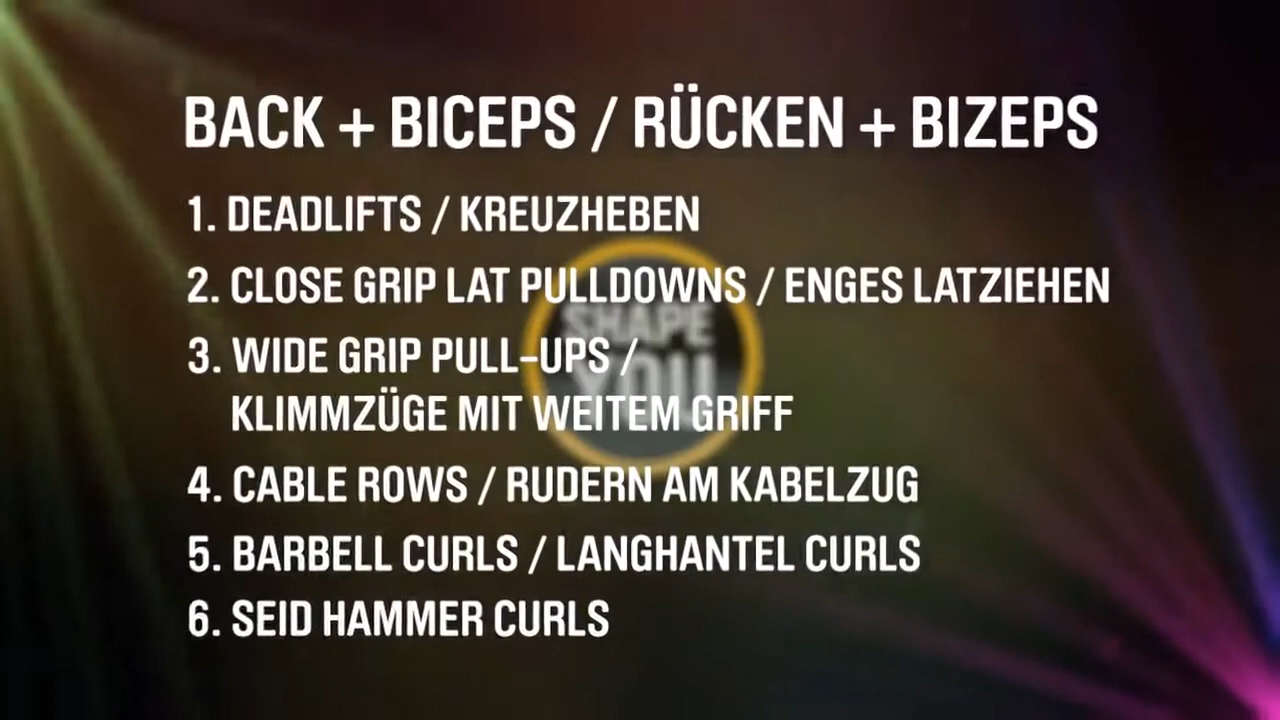 BACK + BICEPS / RÜCKEN + BIZEPS
1. DEADLIFTS / KREUZHEBEN
2. CLOSE GRIP LAT PULLDOWNS / ENGES LATZIEHEN
3. WIDE GRIP PULL-UPS /
KLIMMZÜGE MIT WEITEM GRIFF
4. CABLE ROWS / RUDERN AM KABELZUG
5. BARBELL CURLS / LANGHANTEL CURLS
6. SEID HAMMER CURLS
SHAPE
YOU